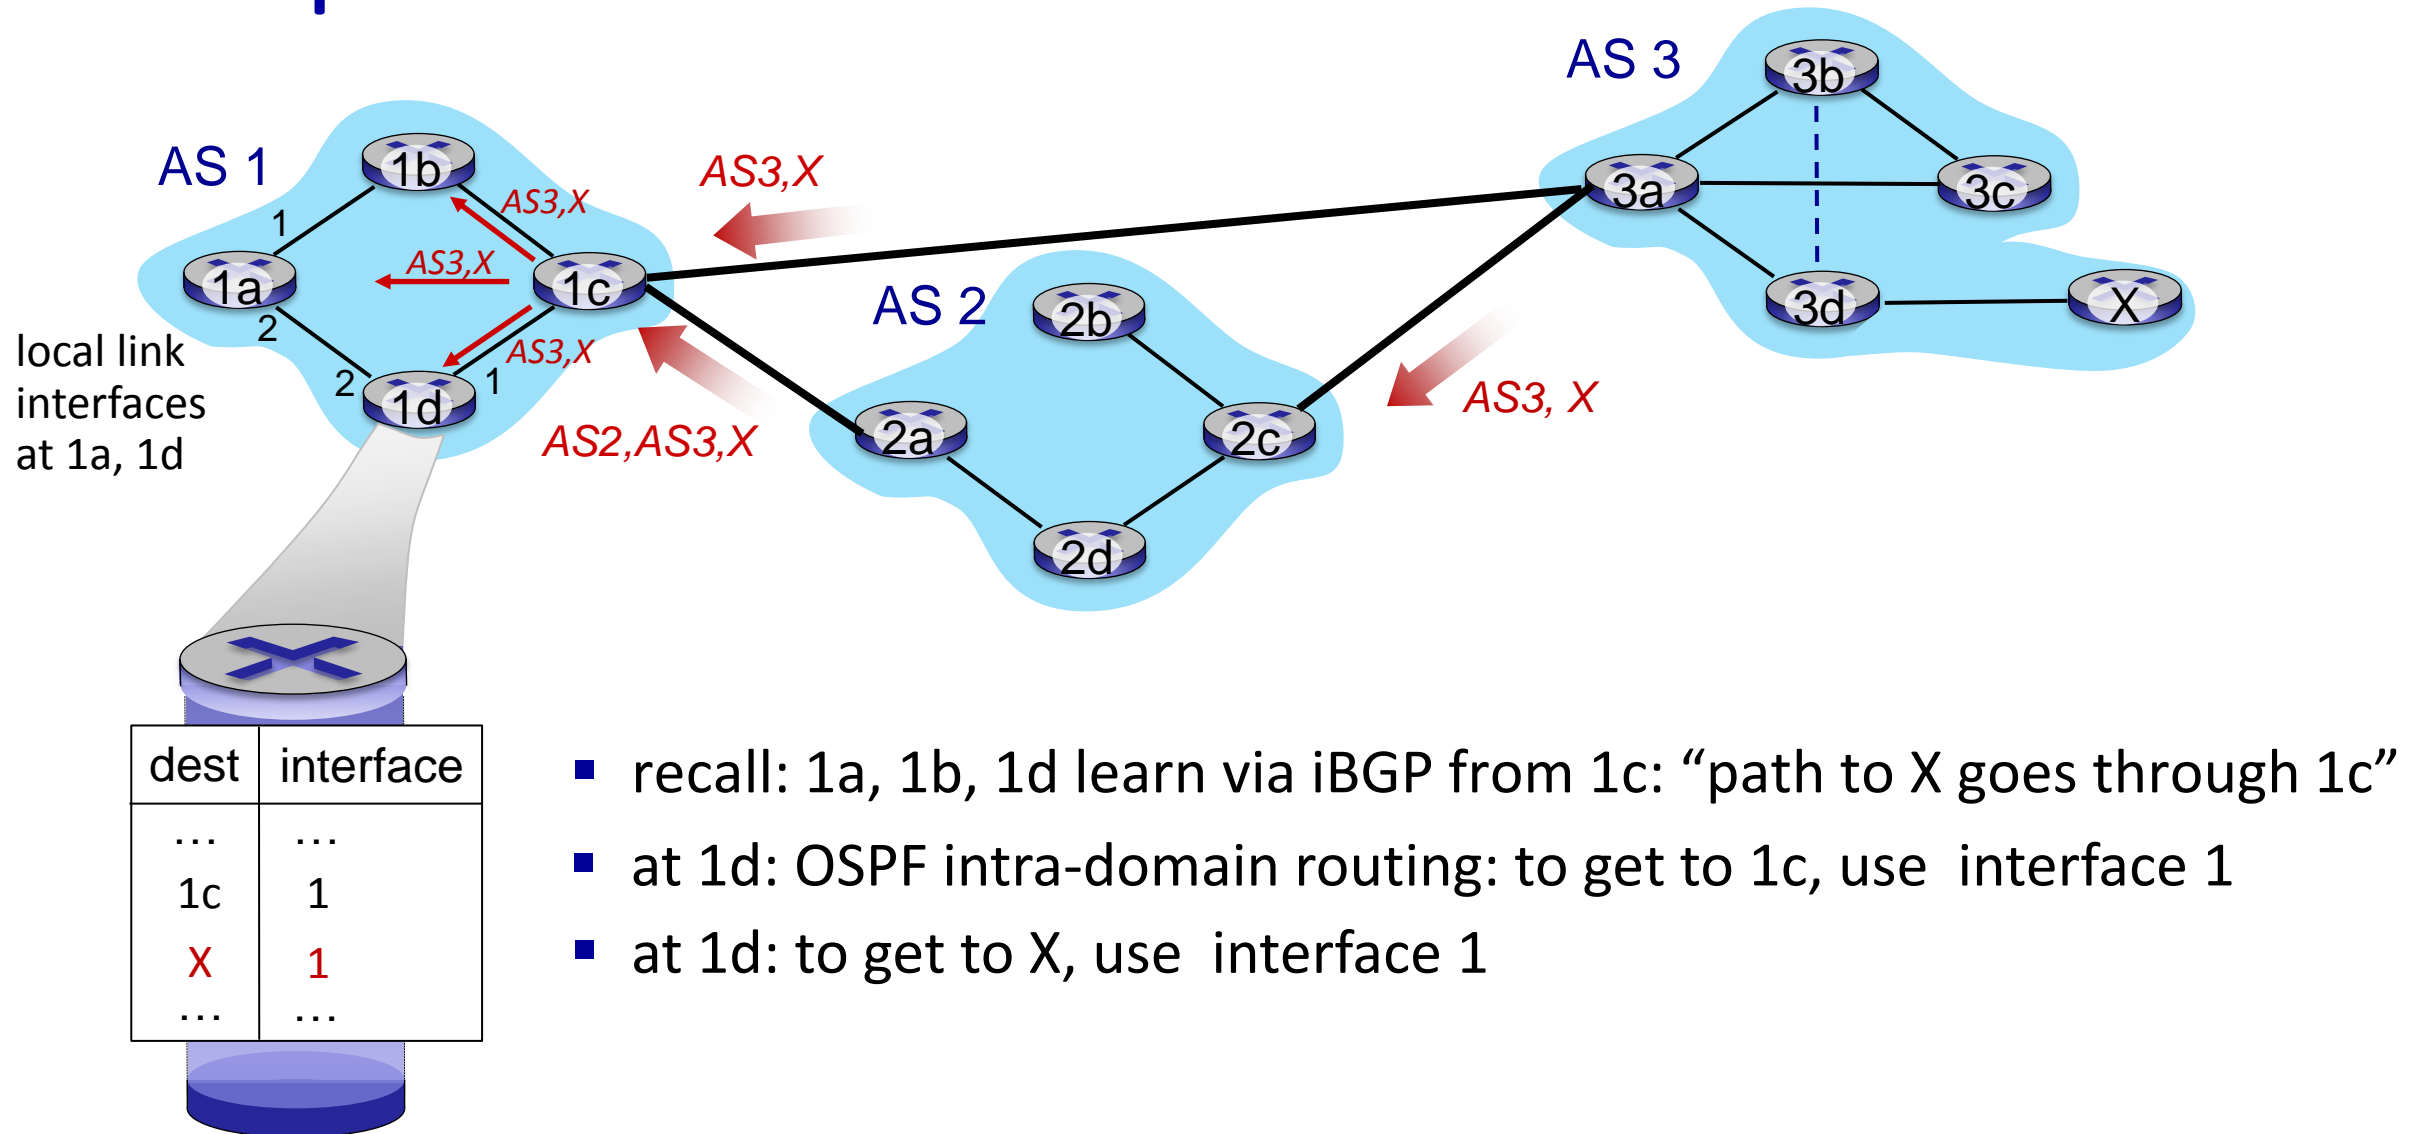 AS 3
3b
AS 1
1b
AS3,X
3a
3c
AS3,X
1
AS3,X
1a
1c
AS 2
2b
3d
X
2
local link
interfaces
at 1a, 1d
AS3,X
2
1
1d
AS3, X
AS2,AS3,X
2a
2c
2d
dest interface
... ...
1c 1
X 1
... ...
▪ recall: 1a, 1b, 1d learn via iBGP from 1c: “path to X goes through 1c”
▪ at 1d: OSPF intra-domain routing: to get to 1c, use interface 1
▪ at 1d: to get to X, use interface 1